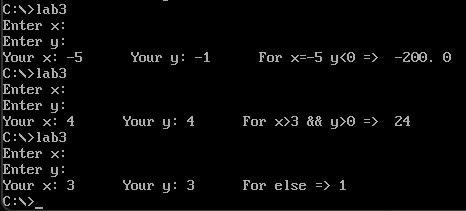 C:\>lab3
Enter x:
Enter y:
Your x: -5 Your y: -1 For x=-5 y<0 => -200. 0
C:\>lab3
Enter x:
Enter y:
Your x: 4 Your y: 4 For x>3 && y>0 => 24
C:\>lab3
Enter x:
Enter y:
Your x: 3 Your y: 3 For else => 1
C:\>_